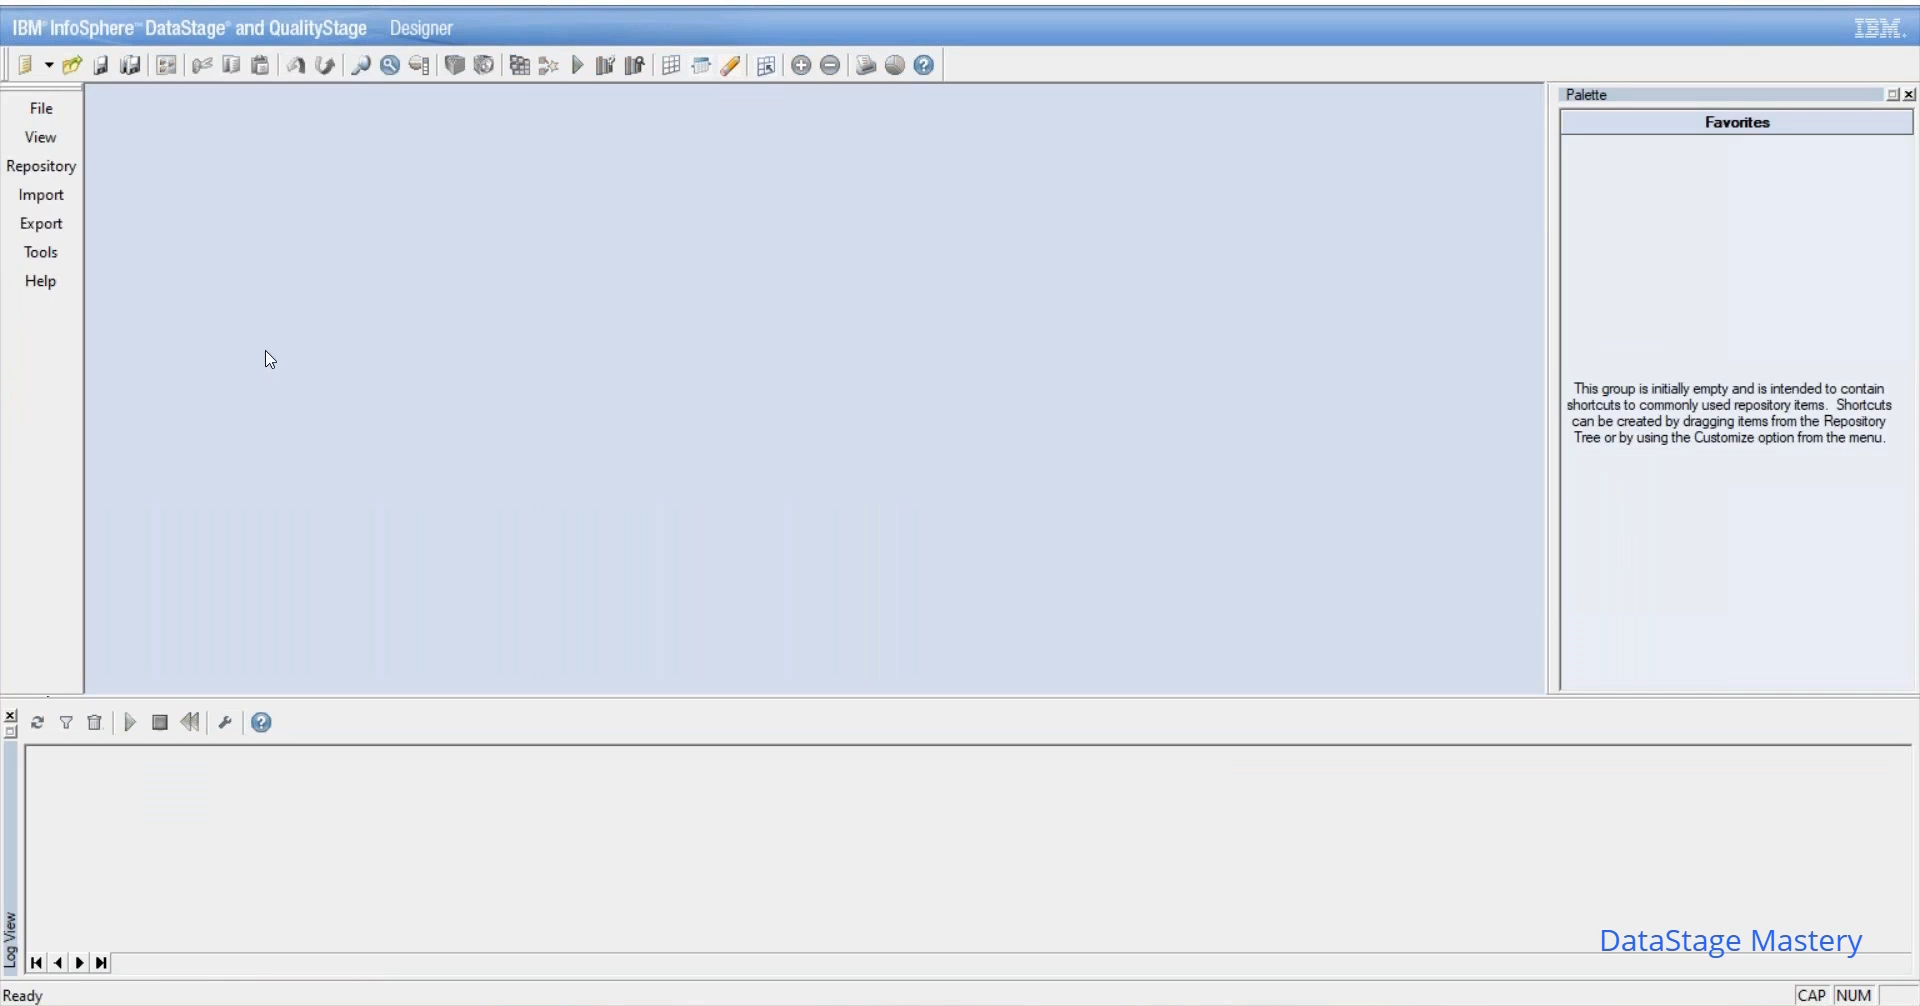 IBM® InfoSphere™ DataStage® and QualityStage Designer
IBM.
File
View
Repository
Import
Export
Tools
Help
Palette
Favorites
This group is initially empty and is intended to contain
shortcuts to commonly used repository items. Shortcuts
can be created by dragging items from the Repository
Tree or by using the Customize option from the menu.
Log View
DataStage Mastery
Ready
CAP NUM